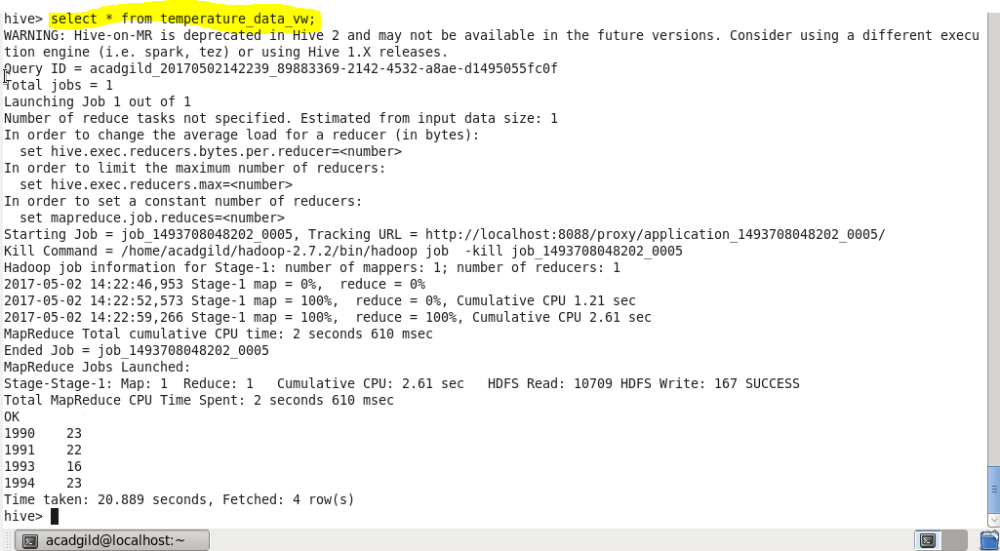 hive> select * from temperature_data_vw;
WARNING: Hive-on-MR is deprecated in Hive 2 and may not be available in the future versions. Consider using a different execu
tion engine (i.e. spark, tez) or using Hive 1.X releases.
Query ID = acadgild_20170502142239_89883369-2142-4532-a8ae-d1495055fc0f
Total jobs = 1
Launching Job 1 out of 1
Number of reduce tasks not specified. Estimated from input data size: 1
In order to change the average load for a reducer (in bytes):
  set hive.exec.reducers.bytes.per.reducer=<number>
In order to limit the maximum number of reducers:
  set hive.exec.reducers.max=<number>
In order to set a constant number of reducers:
  set mapreduce.job.reduces=<number>
Starting Job = job_1493708048202_0005, Tracking URL = http://localhost:8088/proxy/application_1493708048202_0005/
Kill Command = /home/acadgild/hadoop-2.7.2/bin/hadoop job  -kill job_1493708048202_0005
Hadoop job information for Stage-1: number of mappers: 1; number of reducers: 1
2017-05-02 14:22:46,953 Stage-1 map = 0%,  reduce = 0%
2017-05-02 14:22:52,573 Stage-1 map = 100%,  reduce = 0%, Cumulative CPU 1.21 sec
2017-05-02 14:22:59,266 Stage-1 map = 100%,  reduce = 100%, Cumulative CPU 2.61 sec
MapReduce Total cumulative CPU time: 2 seconds 610 msec
Ended Job = job_1493708048202_0005
MapReduce Jobs Launched:
Stage-Stage-1: Map: 1  Reduce: 1   Cumulative CPU: 2.61 sec   HDFS Read: 10709 HDFS Write: 167 SUCCESS
Total MapReduce CPU Time Spent: 2 seconds 610 msec
OK
1990    23
1991    22
1993    16
1994    23
Time taken: 20.889 seconds, Fetched: 4 row(s)
hive>
acadgild@localhost:~